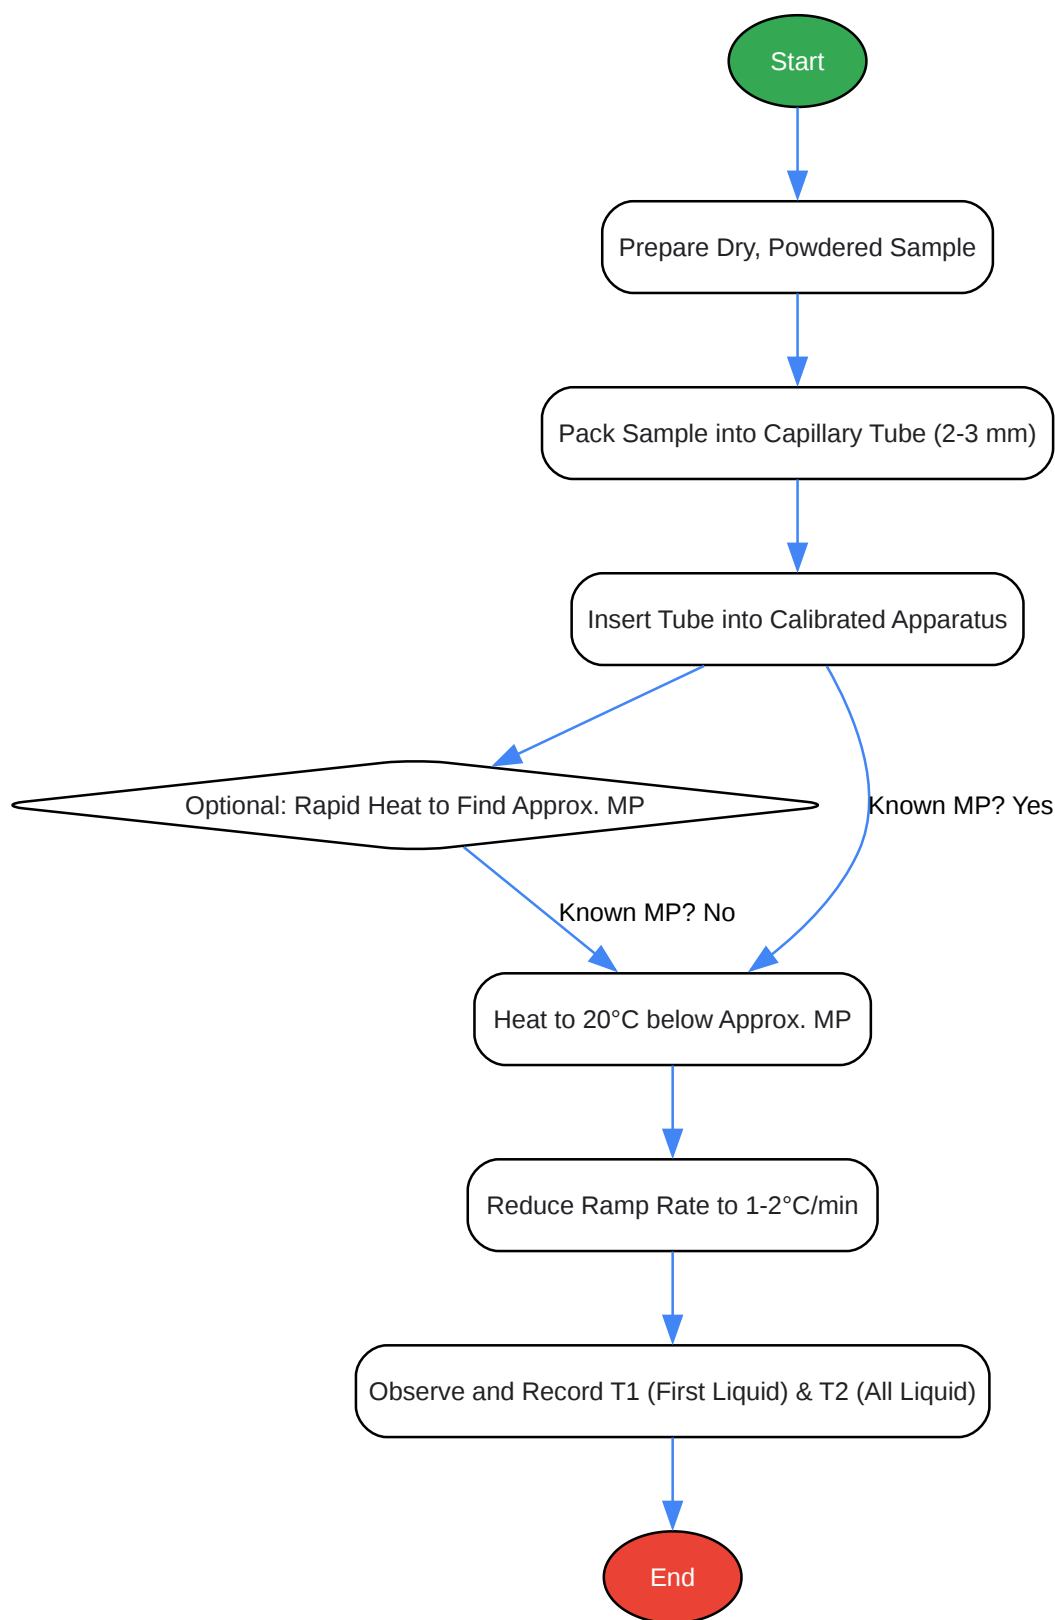 Start
Prepare Dry, Powdered Sample
Pack Sample into Capillary Tube (2-3 mm)
Insert Tube into Calibrated Apparatus
Optional: Rapid Heat to Find Approx. MP
Known MP? Yes
Known MP? No
Heat to 20°C below Approx. MP
Reduce Ramp Rate to 1-2°C/min
Observe and Record T1 (First Liquid) & T2 (All Liquid)
End